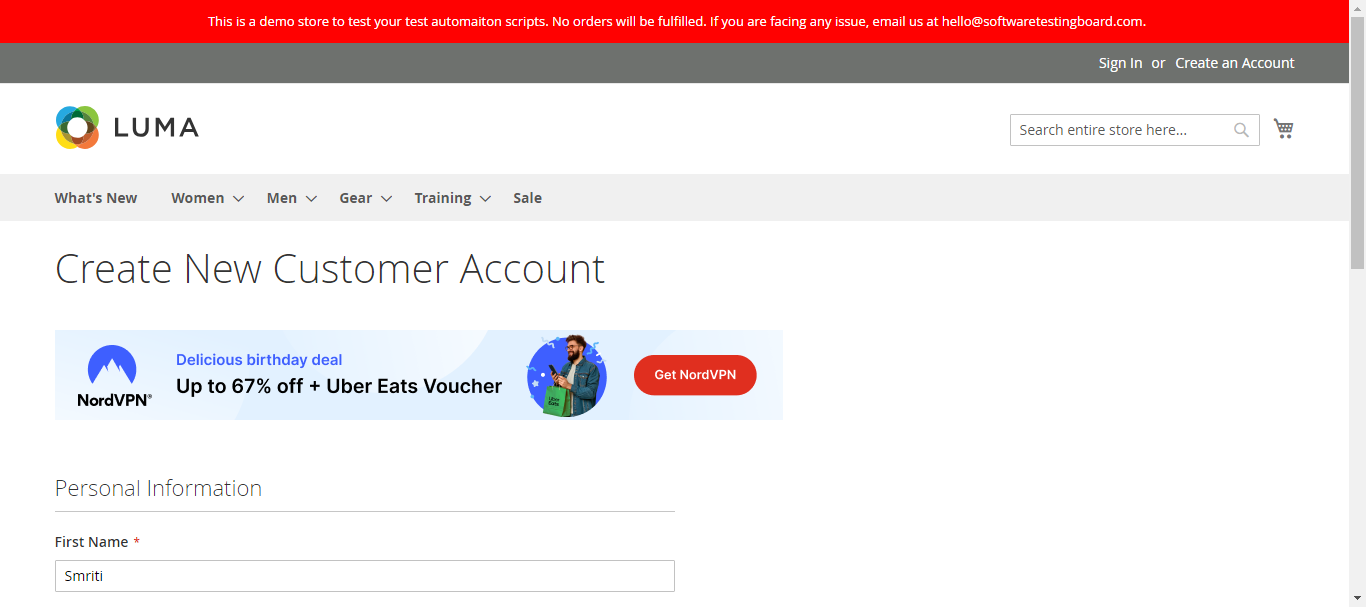 This is a demo store to test your test automaiton scripts. No orders will be fulfilled. If you are facing any issue, email us at hello@softwaretestingboard.com.
Sign In or Create an Account
LUMA
Search entire store here...
What's New Women Men Gear Training Sale
Create New Customer Account
NordVPN®
Delicious birthday deal
Up to 67% off + Uber Eats Voucher
UBER
Eats
Get NordVPN
Personal Information
First Name *
Smriti